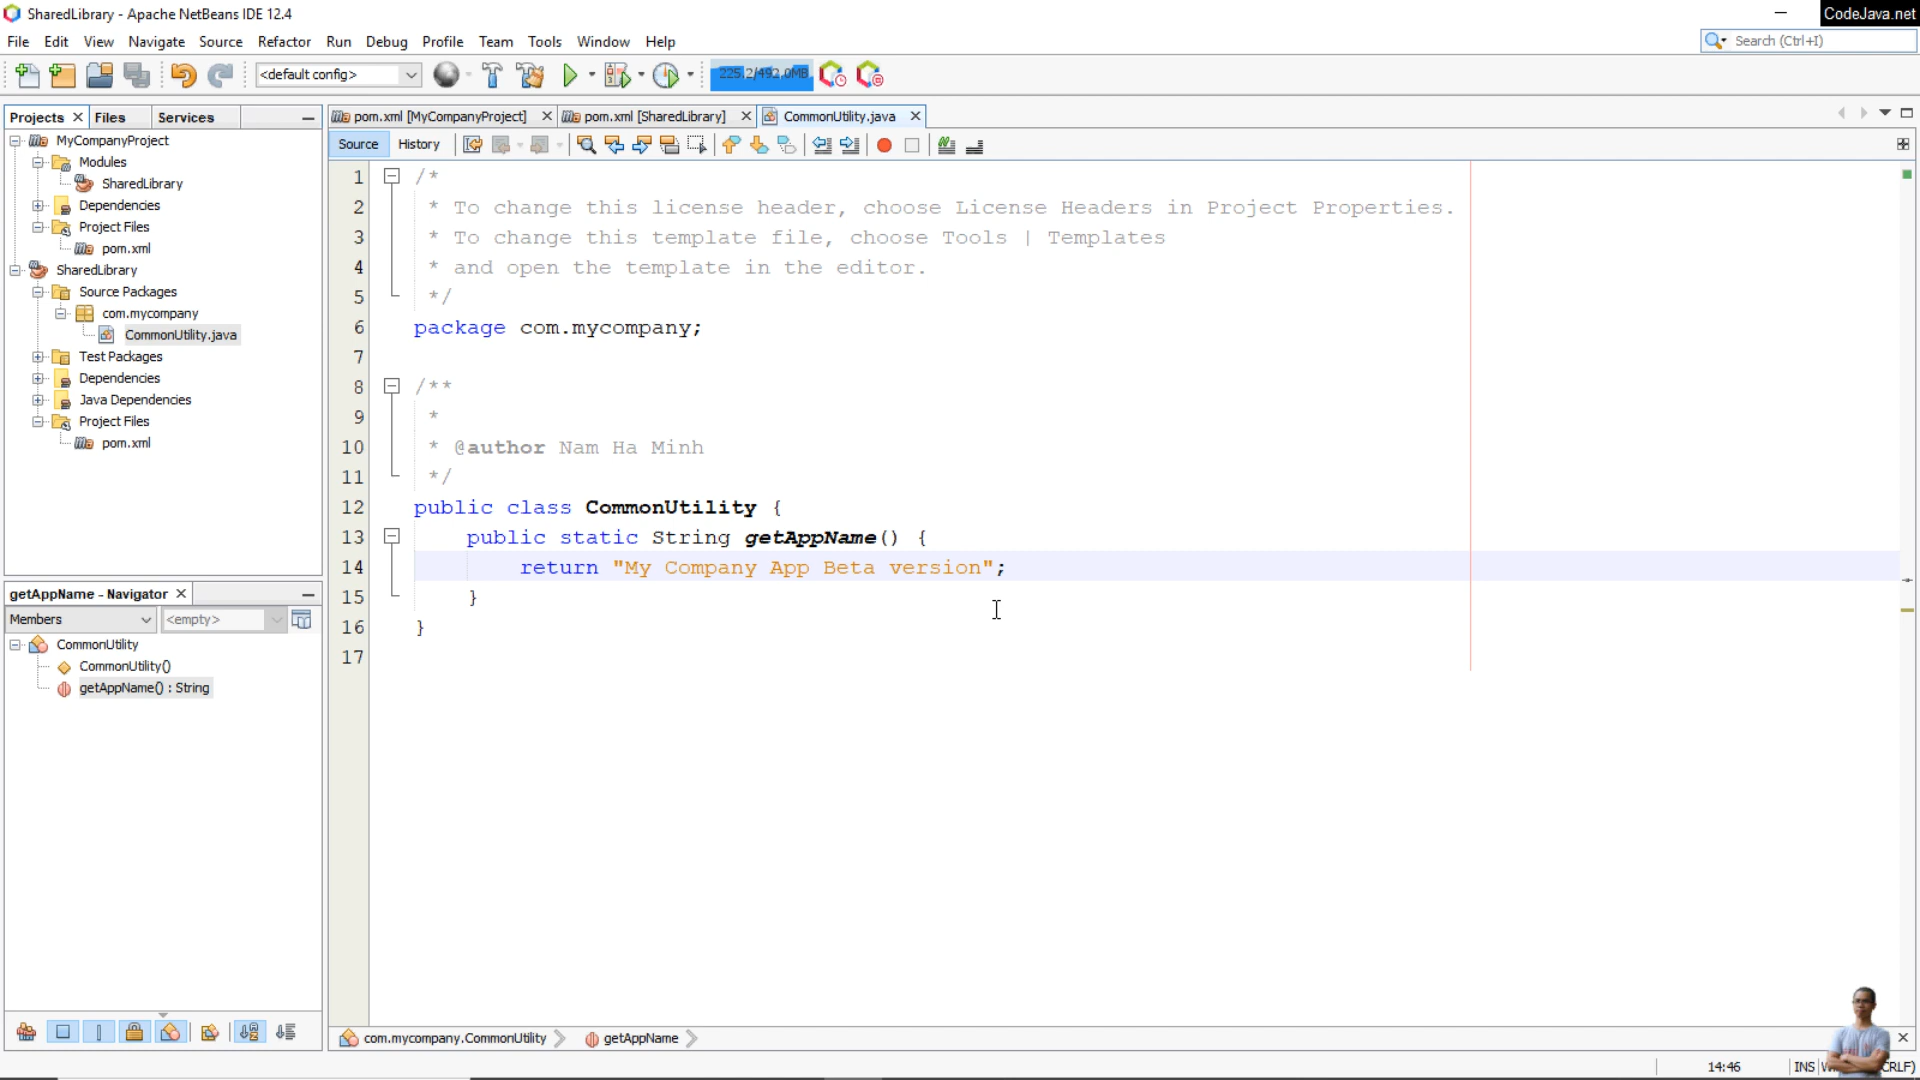 SharedLibrary - Apache NetBeans IDE 12.4
CodeJava.net
File Edit View Navigate Source Refactor Run Debug Profile Team Tools Window Help
Search (Ctrl+I)
<default config>
225.2/492.0MB
Projects Files Services
pom.xml [MyCompanyProject] pom.xml [SharedLibrary] CommonUtility.java
Source History
MyCompanyProject
Modules
SharedLibrary
Dependencies
Project Files
pom.xml
SharedLibrary
Source Packages
com.mycompany
CommonUtility.java
Test Packages
Dependencies
Java Dependencies
Project Files
pom.xml
1 /*
2 * To change this license header, choose License Headers in Project Properties.
3 * To change this template file, choose Tools | Templates
4 * and open the template in the editor.
5 */
6 package com.mycompany;
7
8 /**
9 *
10 * @author Nam Ha Minh
11 */
12 public class CommonUtility {
13 public static String getAppName() {
14 return "My Company App Beta version";
15 }
16 }
17
getAppName - Navigator
Members <empty>
CommonUtility
CommonUtility()
getAppName() : String
com.mycompany.CommonUtility getAppName
14:46 INS CRLF)